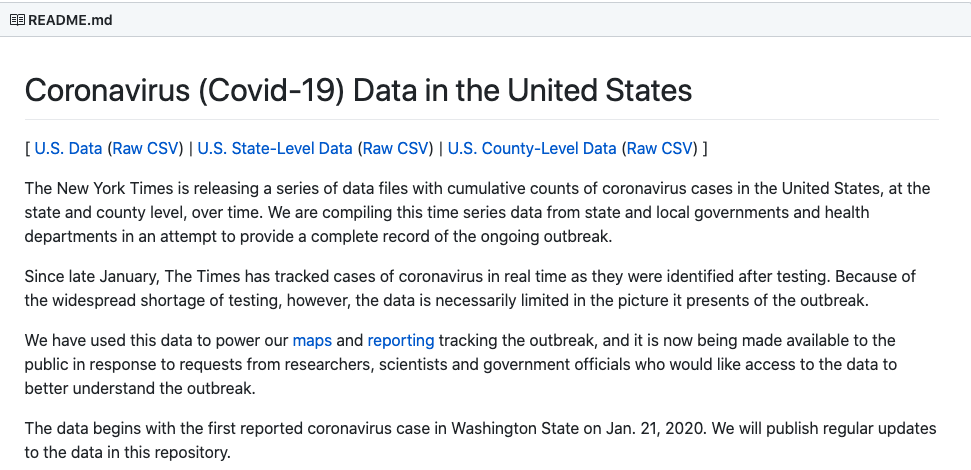 README.md
Coronavirus (Covid-19) Data in the United States
[ U.S. Data (Raw CSV) | U.S. State-Level Data (Raw CSV) | U.S. County-Level Data (Raw CSV) ]
The New York Times is releasing a series of data files with cumulative counts of coronavirus cases in the United States, at the
state and county level, over time. We are compiling this time series data from state and local governments and health
departments in an attempt to provide a complete record of the ongoing outbreak.
Since late January, The Times has tracked cases of coronavirus in real time as they were identified after testing. Because of
the widespread shortage of testing, however, the data is necessarily limited in the picture it presents of the outbreak.
We have used this data to power our maps and reporting tracking the outbreak, and it is now being made available to the
public in response to requests from researchers, scientists and government officials who would like access to the data to
better understand the outbreak.
The data begins with the first reported coronavirus case in Washington State on Jan. 21, 2020. We will publish regular updates
to the data in this repository.